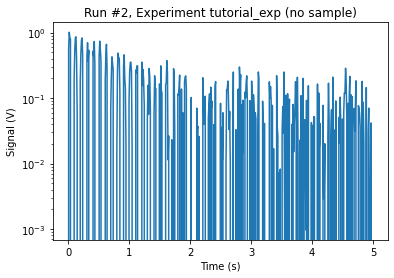 Run #2, Experiment tutorial_exp (no sample)
10⁰
10⁻¹
10⁻²
10⁻³
Signal (V)
0 1 2 3 4 5
Time (s)